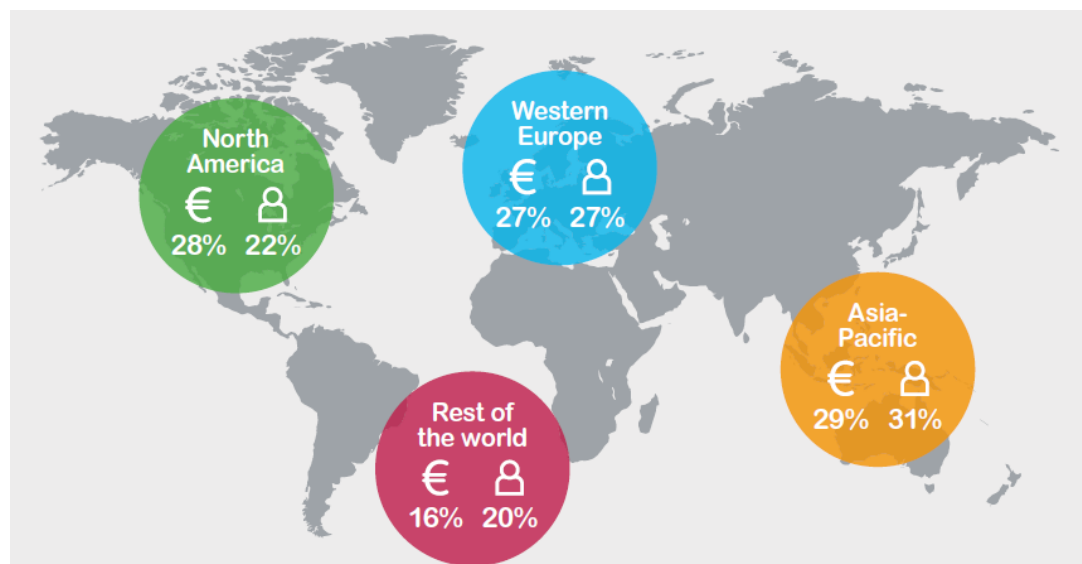 North
America
€
28% 22%
Western
Europe
€
27% 27%
Asia-
Pacific
€
29% 31%
Rest of
the world
€
16% 20%